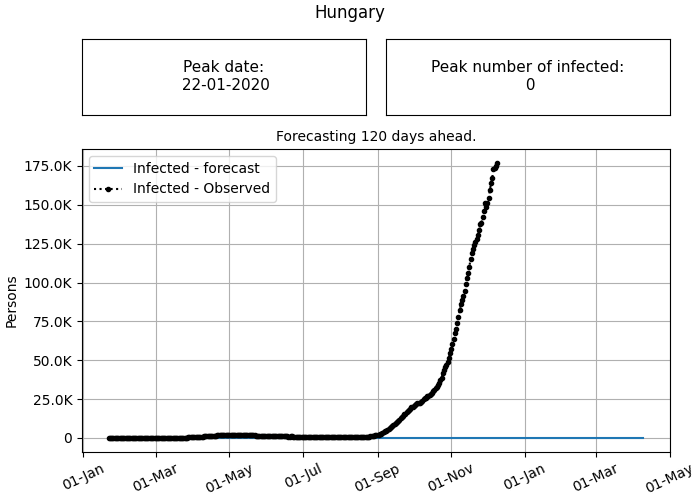 Hungary
Peak date:
22-01-2020
Peak number of infected:
0
Forecasting 120 days ahead.
Infected - forecast
Infected - Observed
Persons
175.0K
150.0K
125.0K
100.0K
75.0K
50.0K
25.0K
0
01-Jan
01-Mar
01-May
01-Jul
01-Sep
01-Nov
01-Jan
01-Mar
01-May